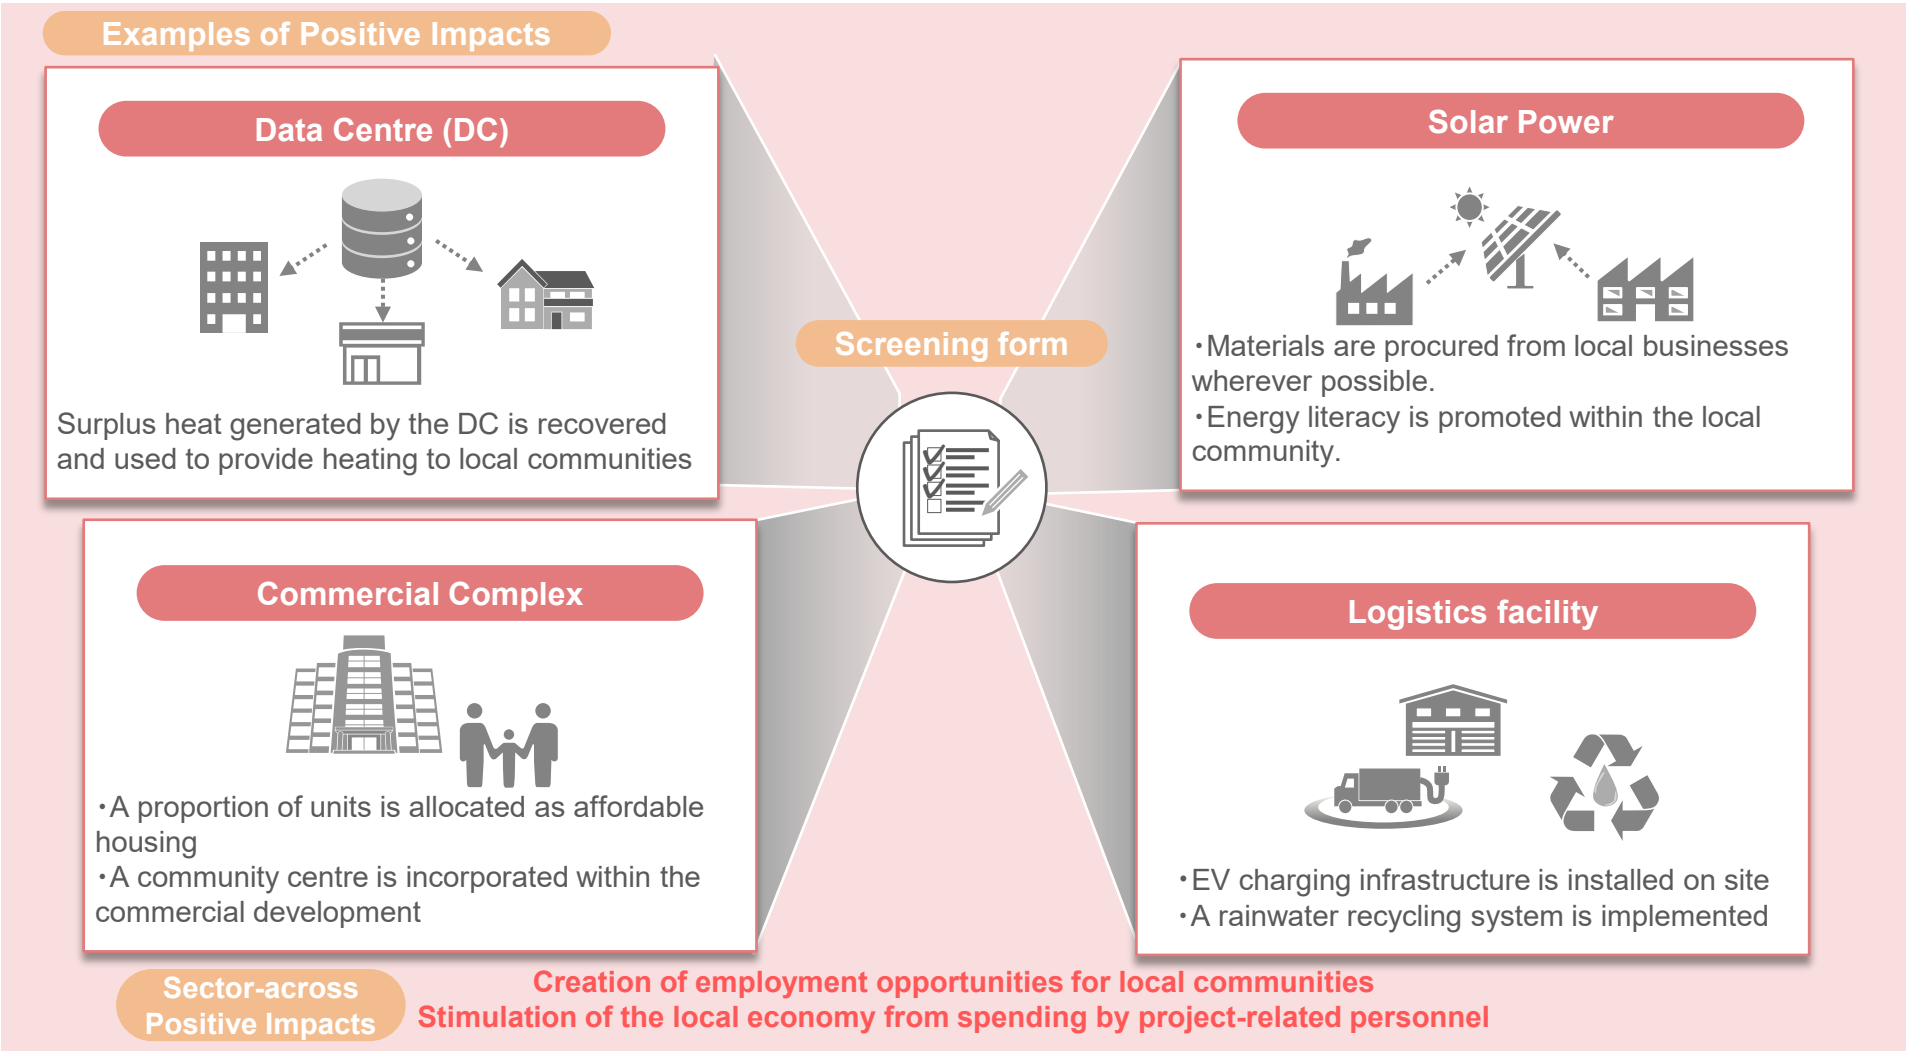 Examples of Positive Impacts
Data Centre (DC)
Surplus heat generated by the DC is recovered
and used to provide heating to local communities
Solar Power
・Materials are procured from local businesses
wherever possible.
・Energy literacy is promoted within the local
community.
Screening form
Commercial Complex
・A proportion of units is allocated as affordable
housing
・A community centre is incorporated within the
commercial development
Logistics facility
・EV charging infrastructure is installed on site
・A rainwater recycling system is implemented
Sector-across
Positive Impacts
Creation of employment opportunities for local communities
Stimulation of the local economy from spending by project-related personnel